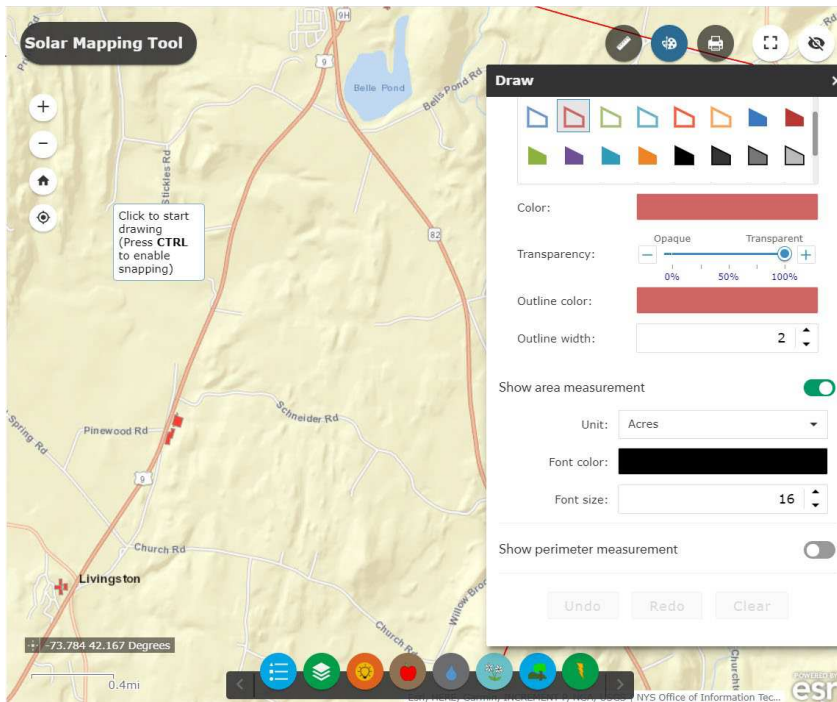 Solar Mapping Tool
9H
9
Belle Pond
Bells Pond Rd
Rd
Stickles Rd
Click to start
drawing
(Press CTRL
to enable
snapping)
82
Schneider Rd
Pinewood Rd
Spring Rd
9
Church Rd
Livingston
Church Rd
-73.784 42.167 Degrees
0.4mi
Draw
Color:
Opaque Transparent
Transparency:
0% 50% 100%
Outline color:
Outline width: 2
Show area measurement
Unit: Acres
Font color:
Font size: 16
Show perimeter measurement
Undo Redo Clear
POWERED BY
esri
NYS Office of Information Tec...